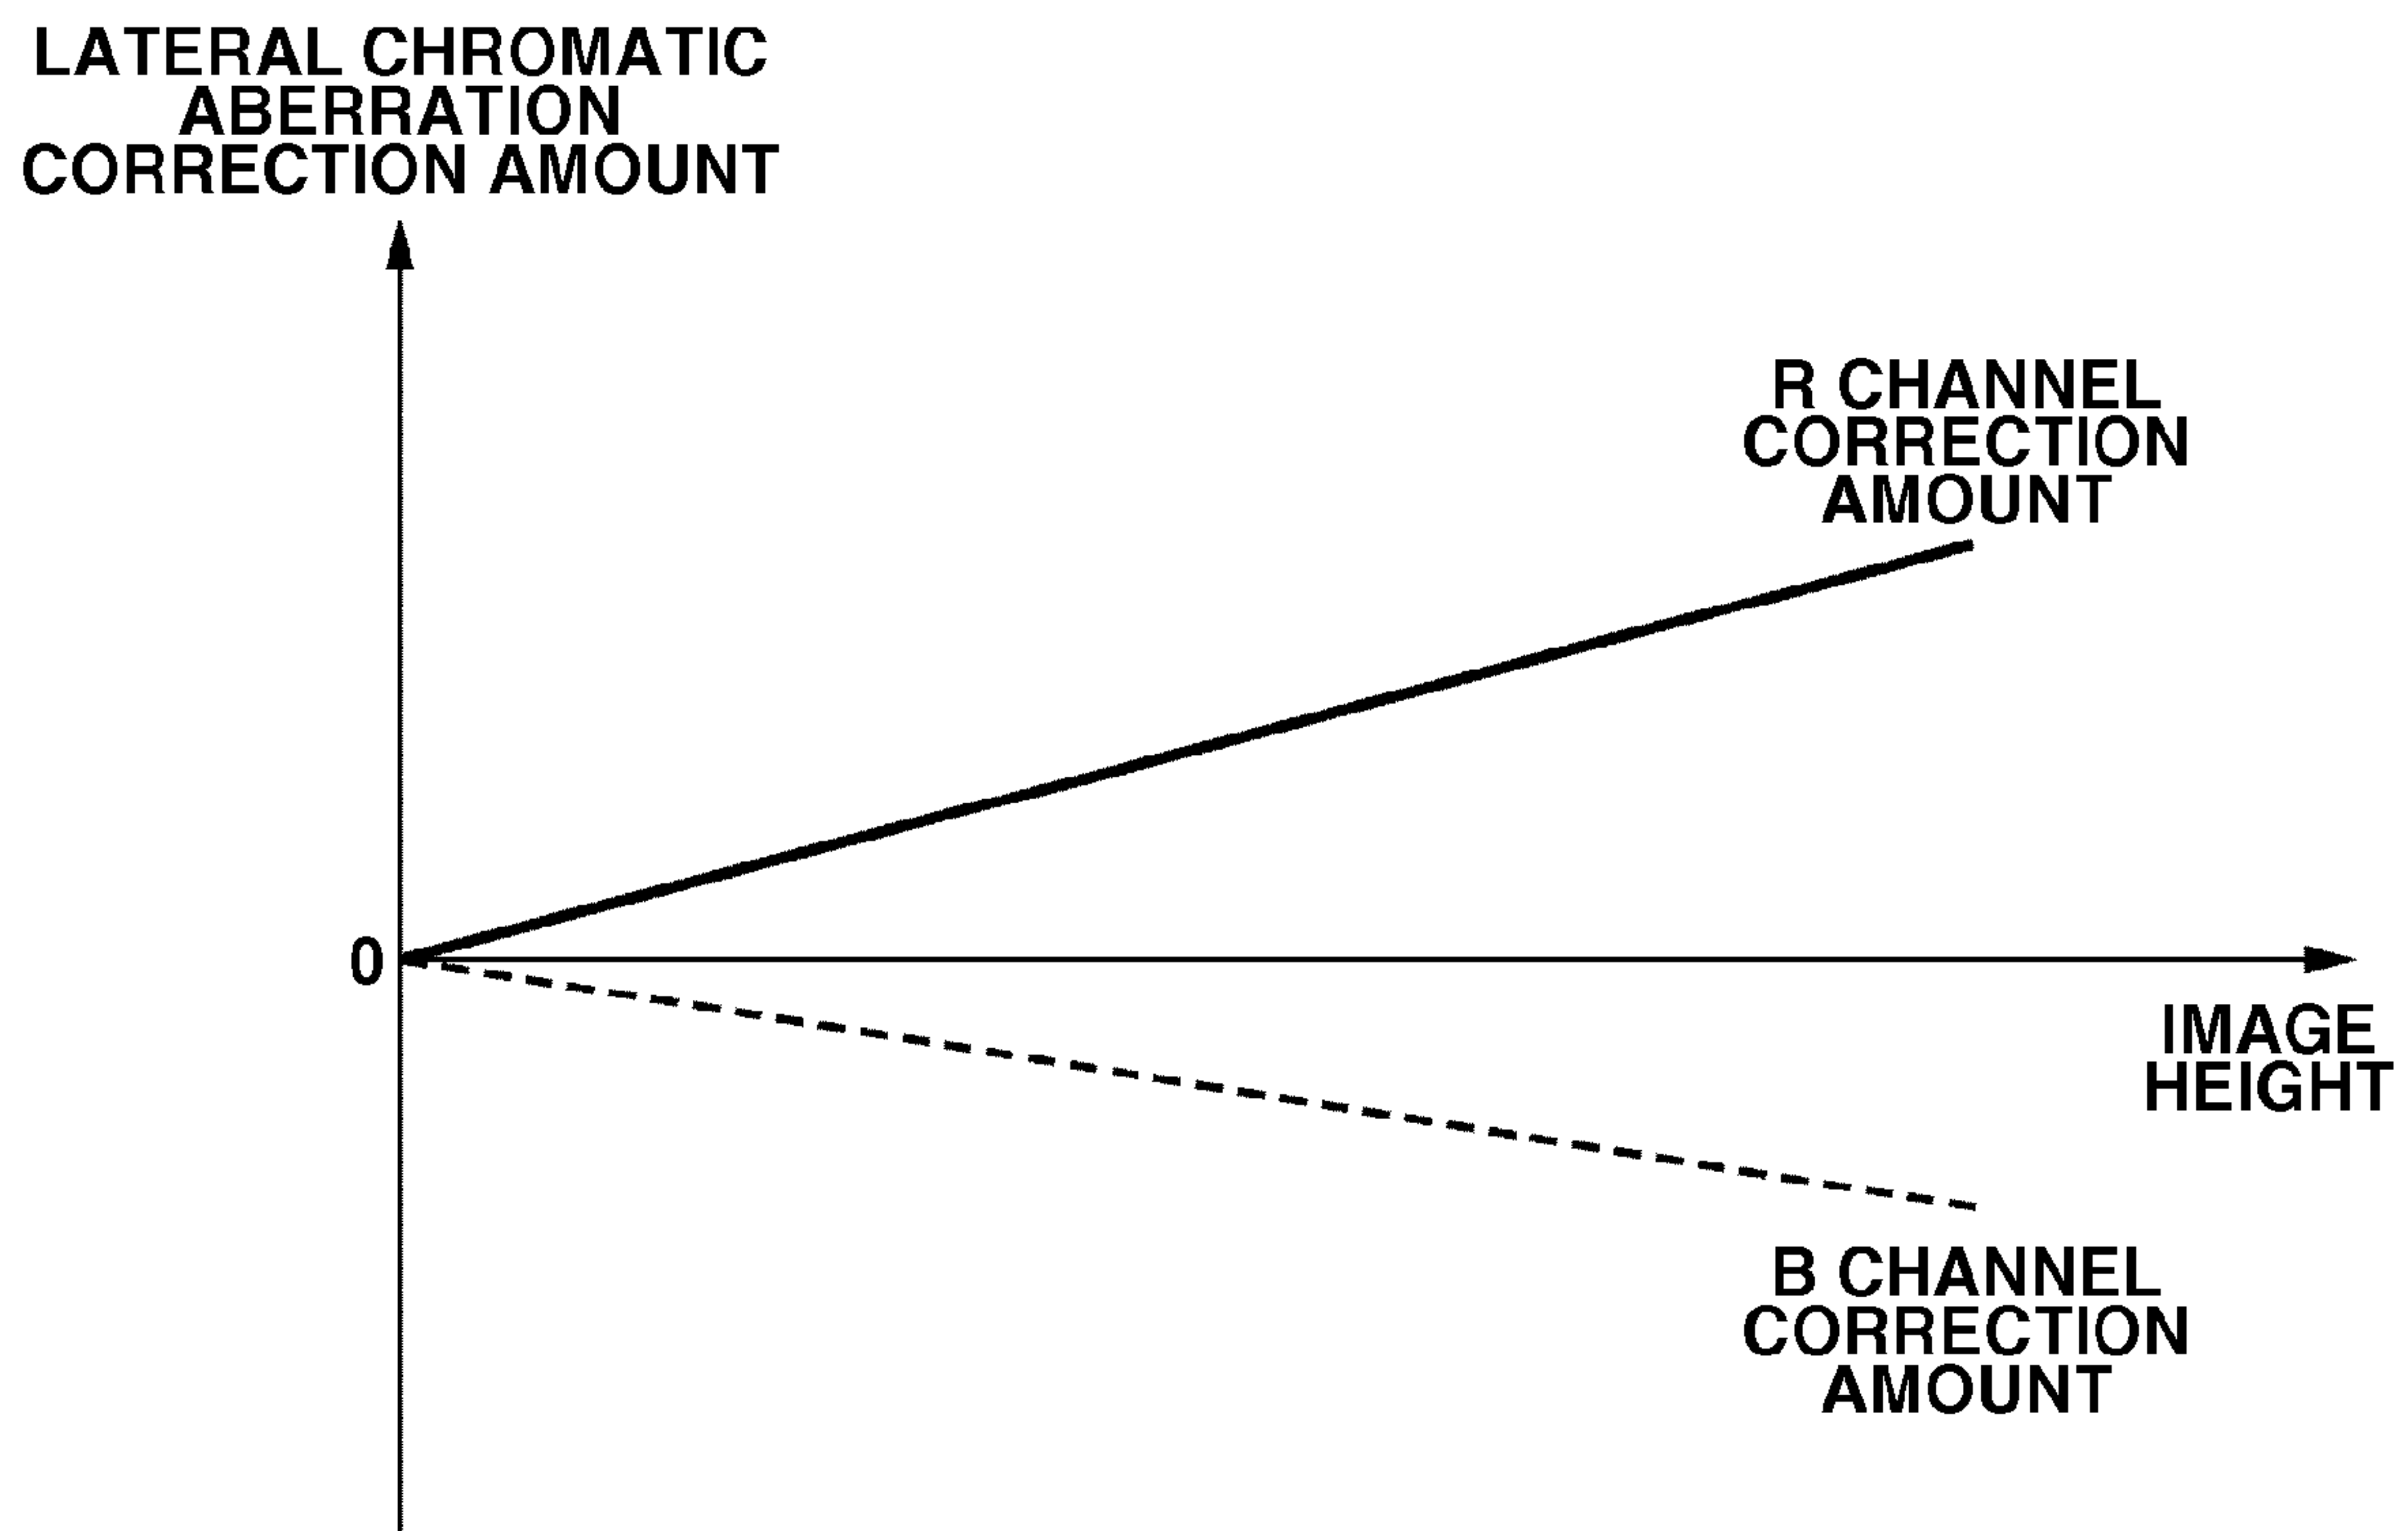 LATERAL CHROMATIC
ABERRATION
CORRECTION AMOUNT
R CHANNEL
CORRECTION
AMOUNT
0
IMAGE
HEIGHT
B CHANNEL
CORRECTION
AMOUNT